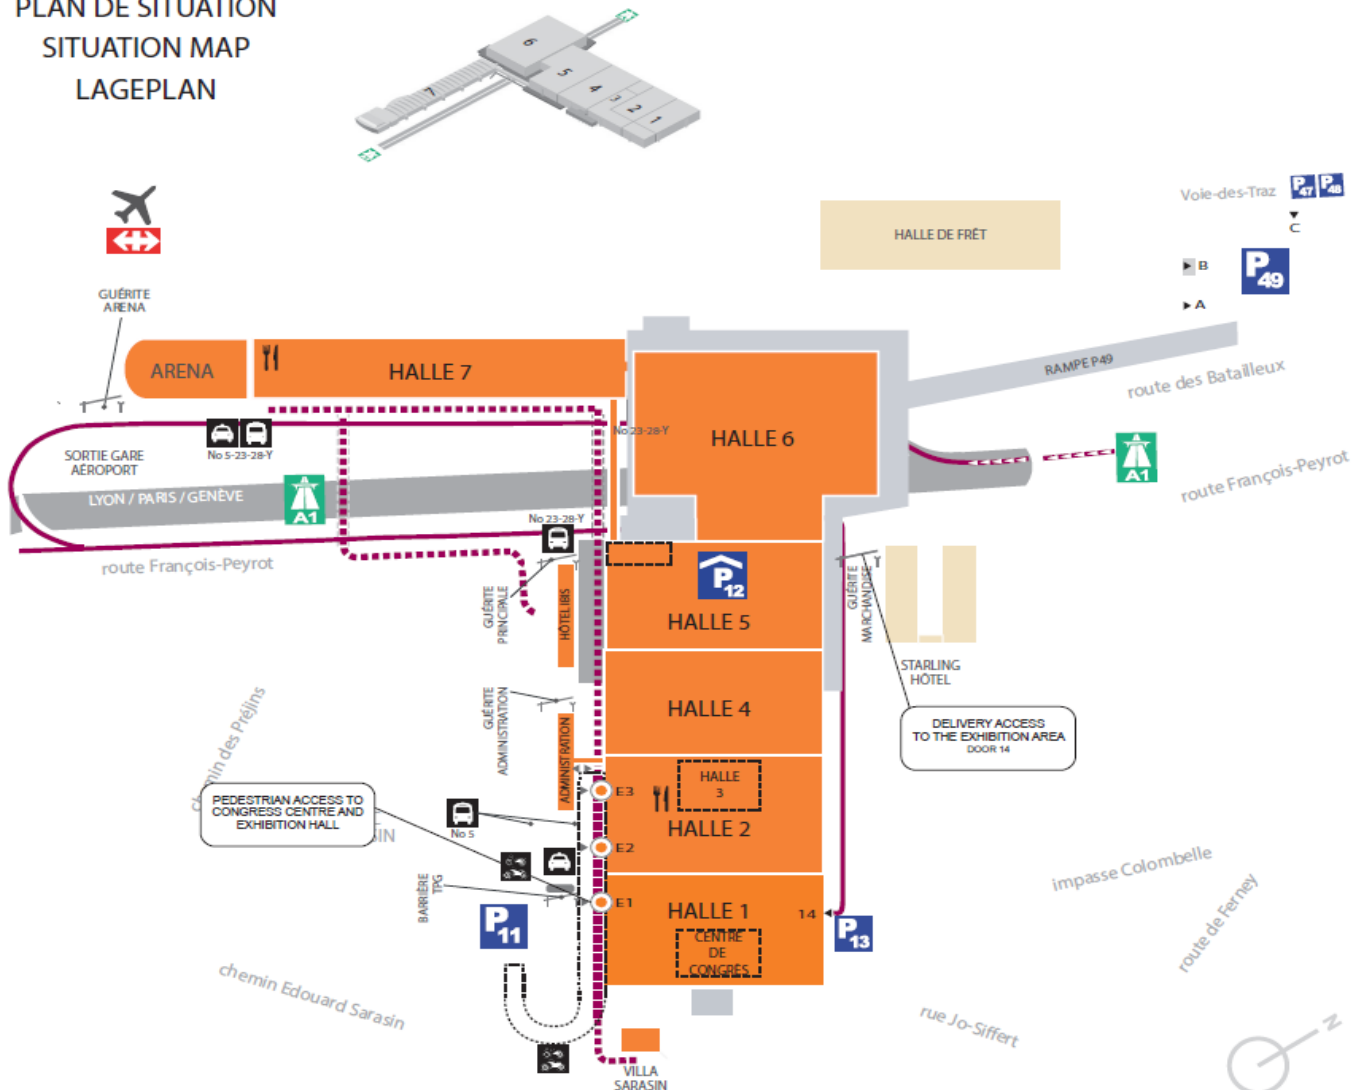 PLAN DE SITUATION
SITUATION MAP
LAGEPLAN
6
5
4
3
2
1
7
Voie-des-Traz
P47
P48
C
HALLE DE FRÊT
B
P49
A
GUÉRITE
ARENA
RAMPE P49
route des Batailleux
ARENA
HALLE 7
HALLE 6
No 23-28-Y
No 5-23-28-Y
SORTIE GARE
AÉROPORT
A1
route François-Peyrot
LYON / PARIS / GENÈVE
A1
No 23-28-Y
route François-Peyrot
P12
GUÉRITE
PRINCIPALE
HÔTEL IBIS
HALLE 5
GUÉRITE
MARCHANDISE
STARLING
HÔTEL
GUÉRITE
ADMINISTRATION
HALLE 4
DELIVERY ACCESS
TO THE EXHIBITION AREA
DOOR 14
chemin des Préjins
ADMINISTRATION
HALLE
3
E3
PEDESTRIAN ACCESS TO
CONGRESS CENTRE AND
EXHIBITION HALL
SIN
No 5
HALLE 2
E2
impasse Colombelle
BARRIÈRE
TPG
E1
HALLE 1
14
P11
P13
CENTRE
DE
CONGRÈS
route de Ferney
chemin Edouard Sarasin
rue Jo-Siffert
N
VILLA
SARASIN